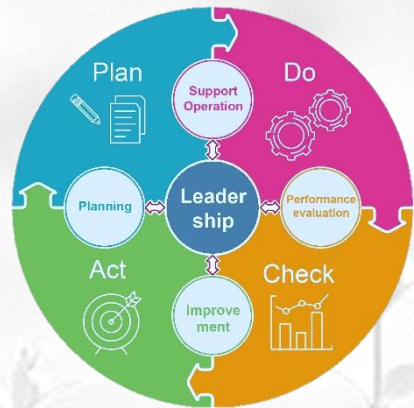 Plan
Do
Support
Operation
Planning
Leader
ship
Performance
evaluation
Act
Check
Improve
ment